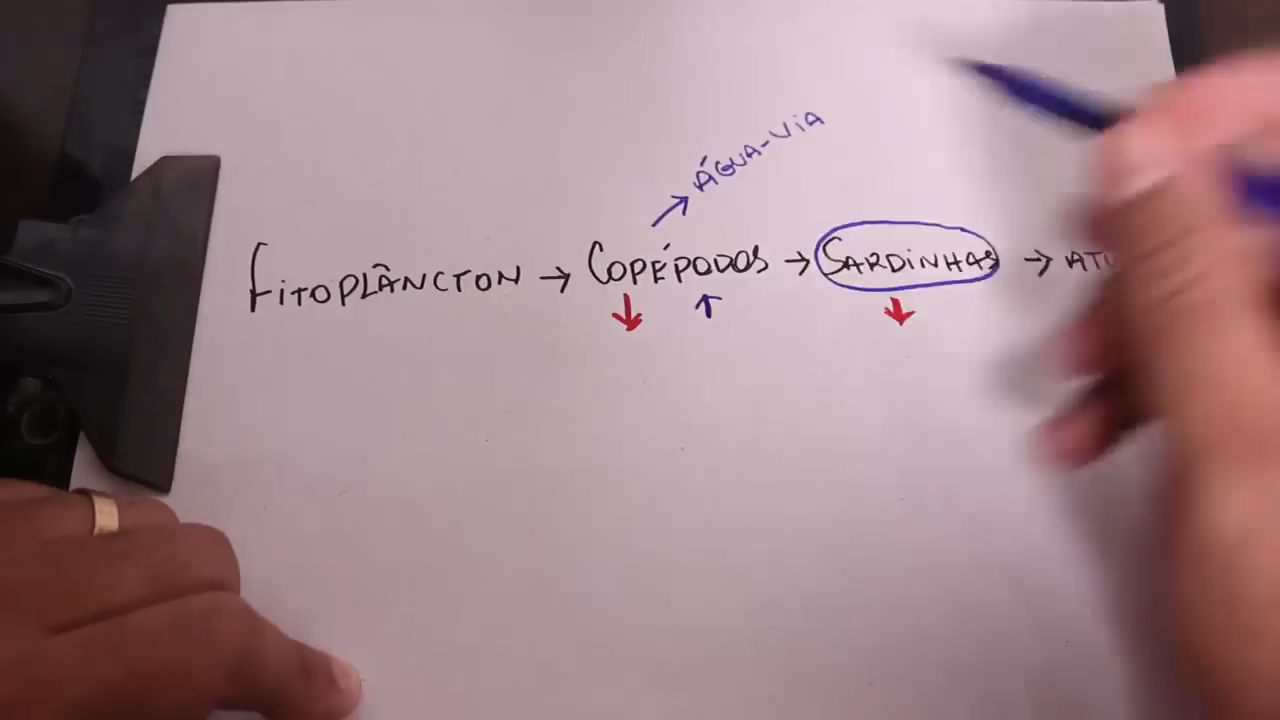 ÁGUA-VIA
FITOPLÂNCTON → COPÉPODOS → SARDINHAS →